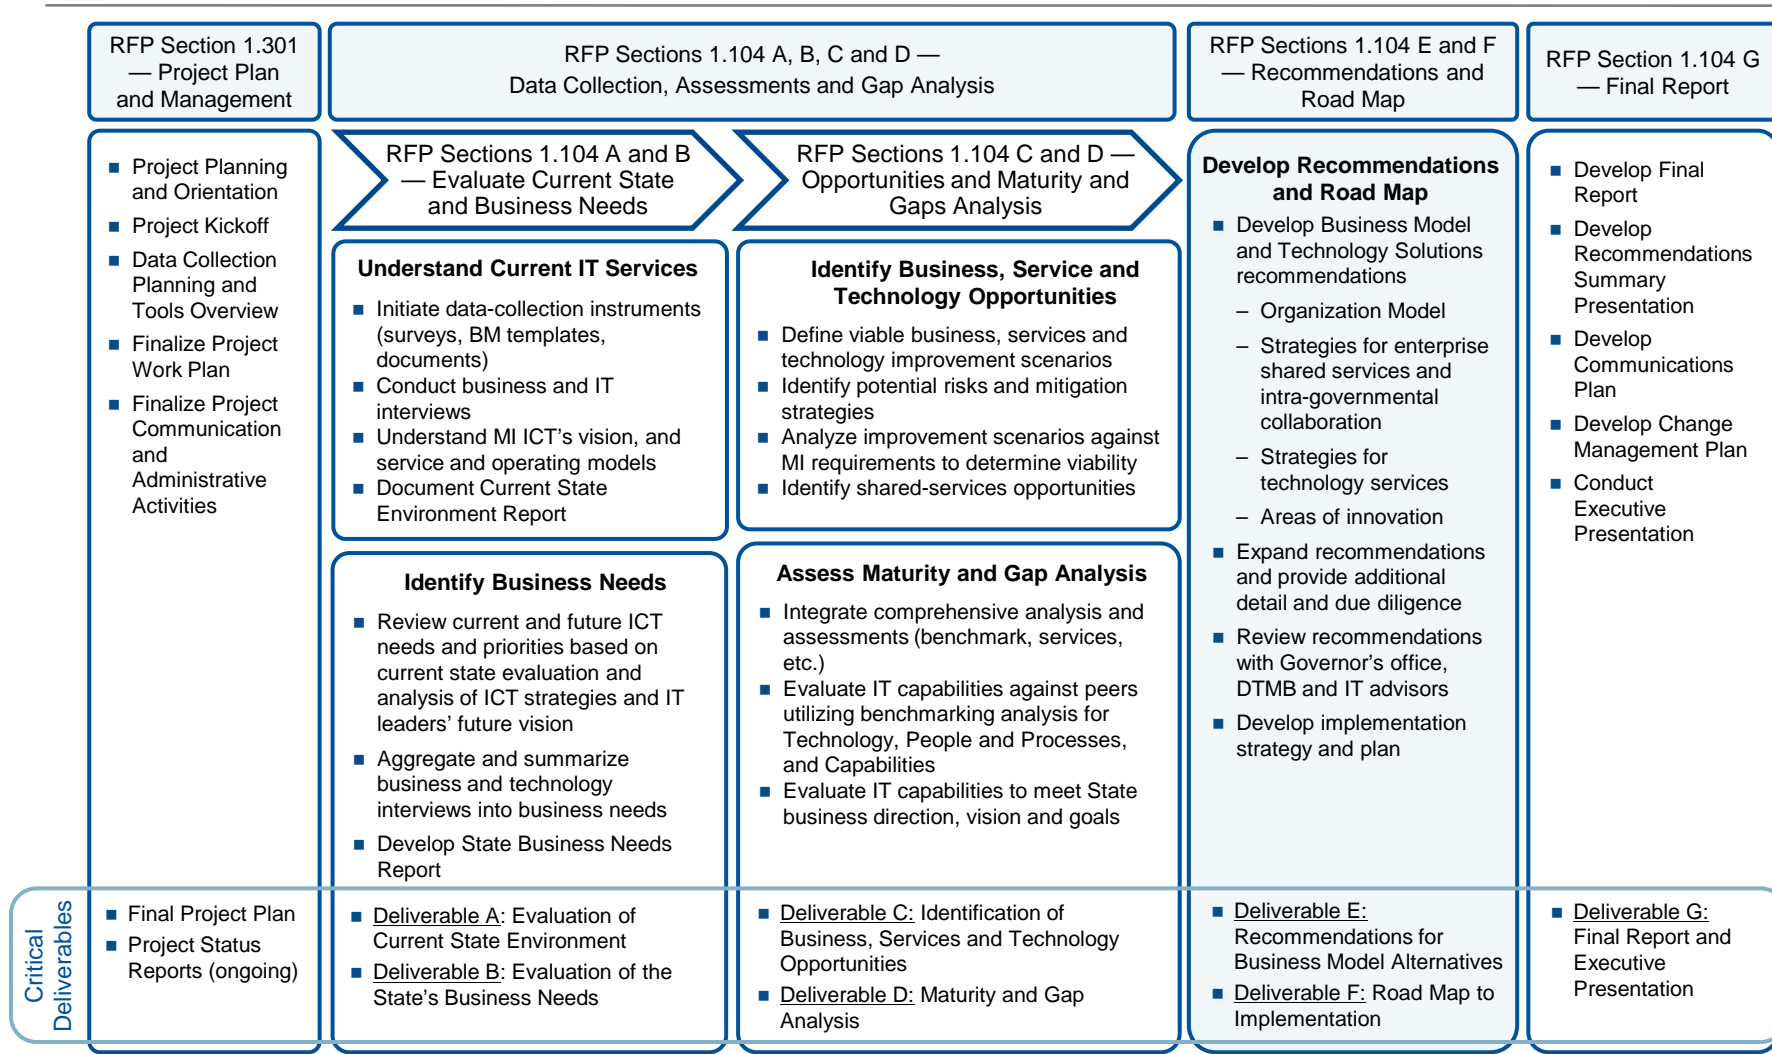 RFP Section 1.301
— Project Plan
and Management
RFP Sections 1.104 A, B, C and D —
Data Collection, Assessments and Gap Analysis
RFP Sections 1.104 E and F
— Recommendations and
Road Map
RFP Section 1.104 G
— Final Report
■ Project Planning
and Orientation
■ Project Kickoff
■ Data Collection
Planning and
Tools Overview
■ Finalize Project
Work Plan
■ Finalize Project
Communication
and
Administrative
Activities
RFP Sections 1.104 A and B
— Evaluate Current State
and Business Needs
Understand Current IT Services
■ Initiate data-collection instruments
(surveys, BM templates,
documents)
■ Conduct business and IT
interviews
■ Understand MI ICT’s vision, and
service and operating models
■ Document Current State
Environment Report
Identify Business Needs
■ Review current and future ICT
needs and priorities based on
current state evaluation and
analysis of ICT strategies and IT
leaders’ future vision
■ Aggregate and summarize
business and technology
interviews into business needs
■ Develop State Business Needs
Report
RFP Sections 1.104 C and D —
Opportunities and Maturity and
Gaps Analysis
Identify Business, Service and
Technology Opportunities
■ Define viable business, services and
technology improvement scenarios
■ Identify potential risks and mitigation
strategies
■ Analyze improvement scenarios against
MI requirements to determine viability
■ Identify shared-services opportunities
Assess Maturity and Gap Analysis
■ Integrate comprehensive analysis and
assessments (benchmark, services,
etc.)
■ Evaluate IT capabilities against peers
utilizing benchmarking analysis for
Technology, People and Processes,
and Capabilities
■ Evaluate IT capabilities to meet State
business direction, vision and goals
Develop Recommendations
and Road Map
■ Develop Business Model
and Technology Solutions
recommendations
– Organization Model
– Strategies for enterprise
shared services and
intra-governmental
collaboration
– Strategies for
technology services
– Areas of innovation
■ Expand recommendations
and provide additional
detail and due diligence
■ Review recommendations
with Governor’s office,
DTMB and IT advisors
■ Develop implementation
strategy and plan
■ Develop Final
Report
■ Develop
Recommendations
Summary
Presentation
■ Develop
Communications
Plan
■ Develop Change
Management Plan
■ Conduct
Executive
Presentation
Critical
Deliverables
■ Final Project Plan
■ Project Status
Reports (ongoing)
■ Deliverable A: Evaluation of
Current State Environment
■ Deliverable B: Evaluation of the
State’s Business Needs
■ Deliverable C: Identification of
Business, Services and Technology
Opportunities
■ Deliverable D: Maturity and Gap
Analysis
■ Deliverable E:
Recommendations for
Business Model Alternatives
■ Deliverable F: Road Map to
Implementation
■ Deliverable G:
Final Report and
Executive
Presentation